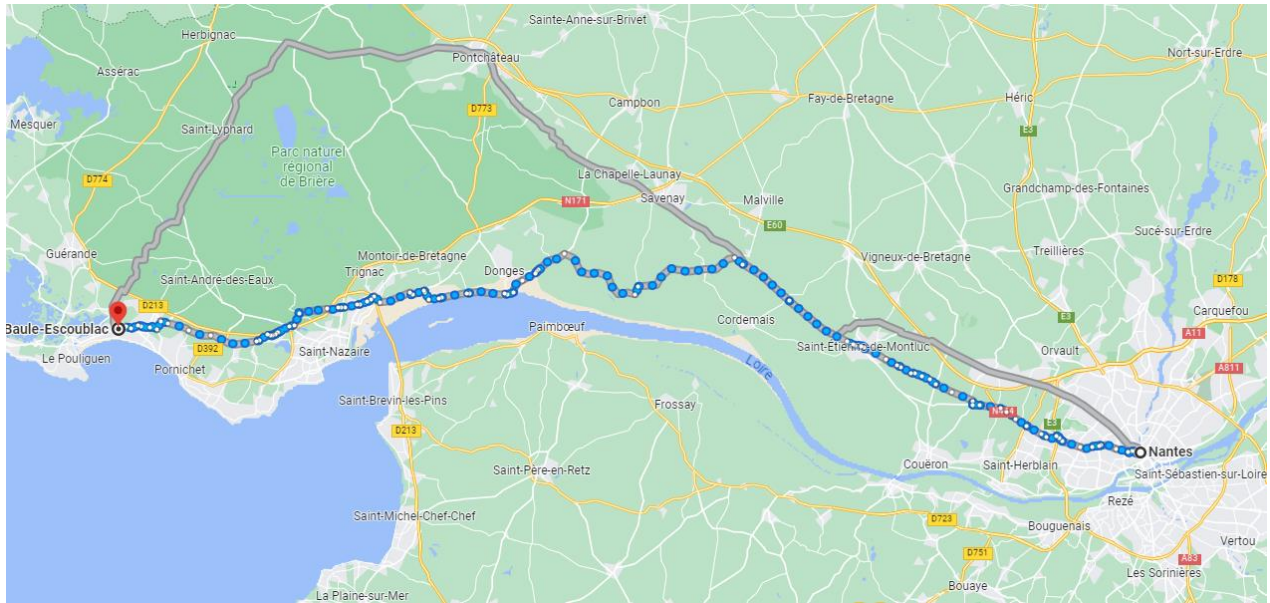 Sainte-Anne-sur-Brivet
Herbignac
Pontchâteau
Nort-sur-Erdre
Assérac
Campbon
Fay-de-Bretagne
Héric
D773
E3
Mesquer
Saint-Lyphard
Parc naturel
régional
de Brière
D774
La Chapelle-Launay
Grandchamp-des-Fontaines
N171
Savenay
Malville
E60
Sucé-sur-Erdre
Guérande
Montoir-de-Bretagne
Treillières
Vigneux-de-Bretagne
Saint-André-des-Eaux
Trignac
Donges
D178
D213
E3
Carquefou
Baule-Escoublac
Paimbœuf
Cordemais
A11
D392
Saint-Étienne-de-Montluc
Saint-Nazaire
Orvault
Le Pouliguen
Pornichet
Loire
A811
Saint-Brevin-les-Pins
Frossay
N444
E3
D213
Nantes
Couëron
Saint-Herblain
Saint-Sébastien-sur-Loire
Saint-Père-en-Retz
Rezé
Saint-Michel-Chef-Chef
D723
Bouguenais
Vertou
D751
A83
Les Sorinières
Bouaye
La Plaine-sur-Mer